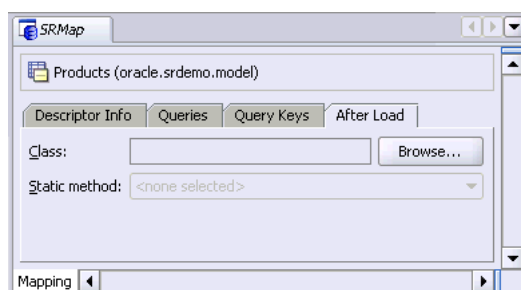 SRMap
Products (oracle.srdemo.model)
Descriptor Info Queries Query Keys After Load
Class: Browse...
Static method: <none selected>
Mapping